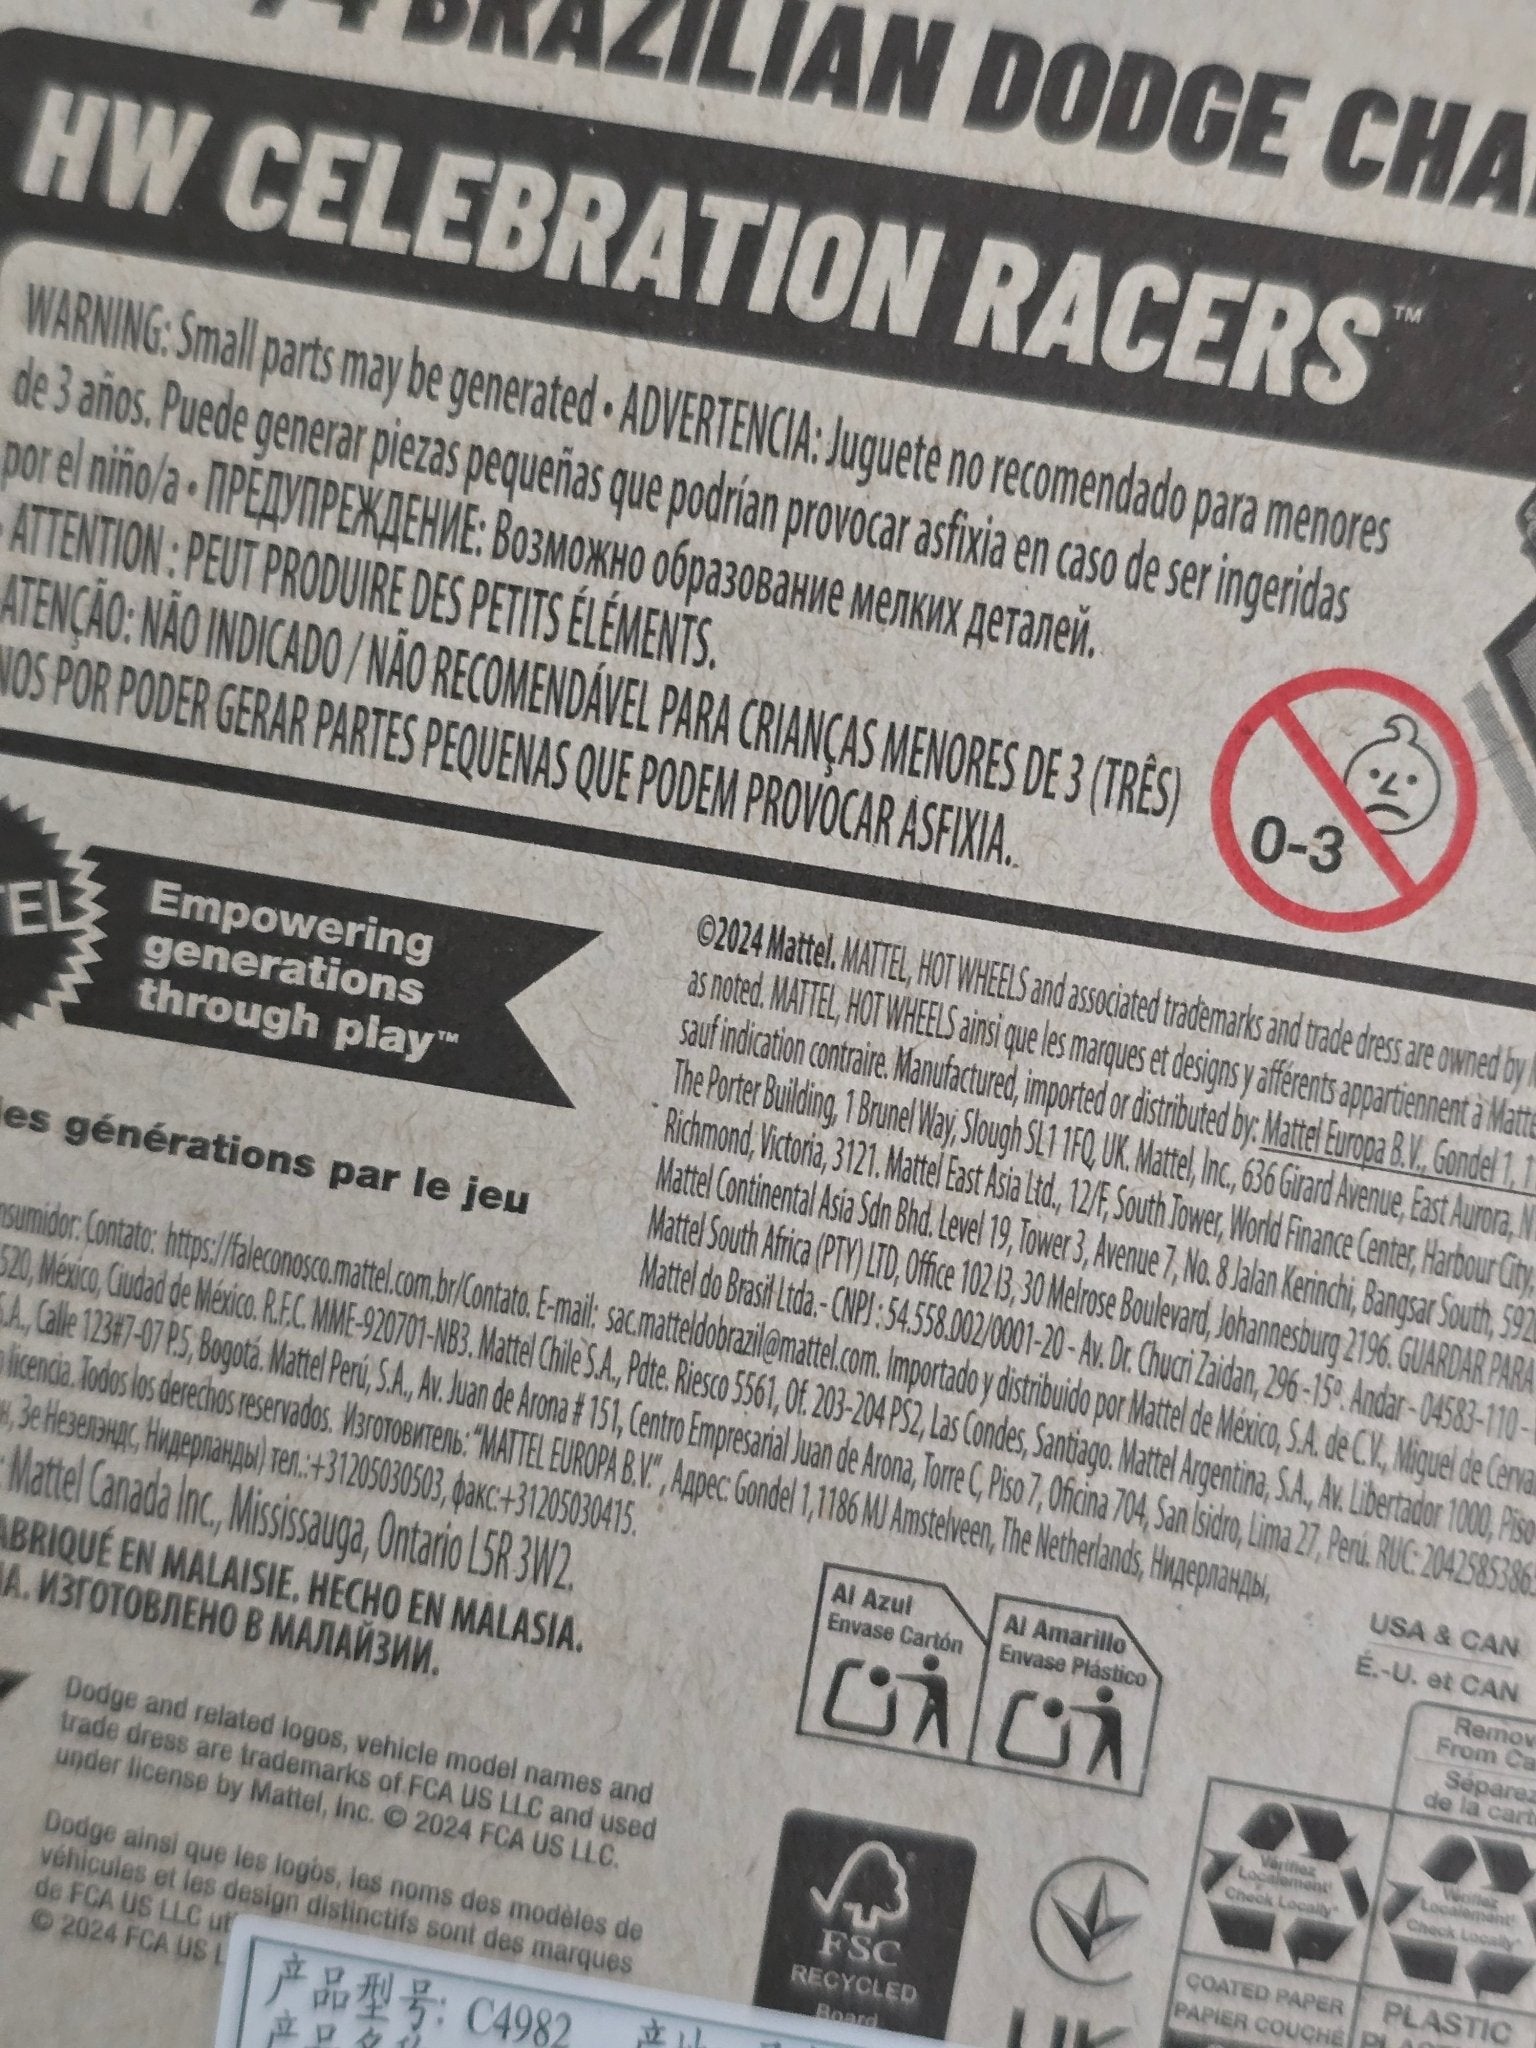 BRAZILIAN DODGE
HW CELEBRATION RACERS™
WARNING: Small parts may be generated • ADVERTENCIA: Juguete no recomendado para menores
de 3 años. Puede generar piezas pequeñas que podrían provocar asfixia en caso de ser ingeridas
por el niño/a • ПРЕДУПРЕЖДЕНИЕ: Возможно образование мелких деталей.
• ATTENTION : PEUT PRODUIRE DES PETITS ÉLÉMENTS.
ATENÇÃO: NÃO INDICADO / NÃO RECOMENDÁVEL PARA CRIANÇAS MENORES DE 3 (TRÊS)
POR PODER GERAR PARTES PEQUENAS QUE PODEM PROVOCAR ASFIXIA.
0-3
Empowering
generations
through play™
générations par le jeu
©2024 Mattel. MATTEL, HOT WHEELS and associated trademarks and trade dress are owned by
as noted. MATTEL, HOT WHEELS ainsi que les marques et designs y afférents appartiennent à
sauf indication contraire. Manufactured, imported or distributed by: Mattel Europa B.V., Gondel 1,
The Porter Building, 1 Brunel Way, Slough SL1 1FQ, UK. Mattel, Inc., 636 Girard Avenue, East Aurora,
Richmond, Victoria, 3121. Mattel East Asia Ltd., 12/F, South Tower, World Finance Center, Harbour City,
Mattel Continental Asia Sdn Bhd. Level 19, Tower 3, Avenue 7, No. 8 Jalan Kerinchi, Bangsar South,
Mattel South Africa (PTY) LTD, Office 102 I3, 30 Melrose Boulevard, Johannesburg 2196. GUARDAR PARA
Mattel do Brasil Ltda.- CNPJ : 54.558.002/0001-20 - Av. Dr. Chucri Zaidan, 296 -15º. Andar - 04583-110 -
Contato: https://faleconosco.mattel.com.br/Contato. E-mail: sac.matteldobrazil@mattel.com. Importado y distribuido por Mattel de México, S.A. de C.V., Miguel de
México, Ciudad de México. R.F.C. MME-920701-NB3. Mattel Chile S.A., Pdte. Riesco 5561, Of. 203-204 PS2, Las Condes, Santiago. Mattel Argentina, S.A., Av. Libertador 1000, Piso
S.A., Calle 123#7-07 P.5, Bogotá. Mattel Perú, S.A., Av. Juan de Arona # 151, Centro Empresarial Juan de Arona, Torre C, Piso 7, Oficina 704, San Isidro, Lima 27, Perú. RUC:
licencia. Todos los derechos reservados. Изготовитель: “MATTEL EUROPA B.V.”, Адрес: Gondel 1, 1186 MJ Amstelveen, The Netherlands, Нидерланды,
Зе Незелэндс, Нидерланды) тел.:+31205030503, факс:+31205030415.
Mattel Canada Inc., Mississauga, Ontario L5R 3W2.
EN MALAISIE. HECHO EN MALASIA.
ИЗГОТОВЛЕНО В МАЛАЙЗИИ.
Al Azul
Envase Cartón
Al Amarillo
Envase Plástico
USA & CAN
É.-U. et CAN
From
Séparez
de la
Dodge and related logos, vehicle model names and
trade dress are trademarks of FCA US LLC and used
under license by Mattel, Inc. © 2024 FCA US LLC.
Dodge ainsi que les logos, les noms des modèles de
véhicules et les design distinctifs sont des marques
de FCA US LLC
© 2024 FCA US
FSC
RECYCLED
Board
Vérifiez
Localement!
Check Locally*
COATED PAPER
PAPIER COUCHÉ
Vérifiez
Localement!
Check Locally*
PLASTIC
产品型号: C4982